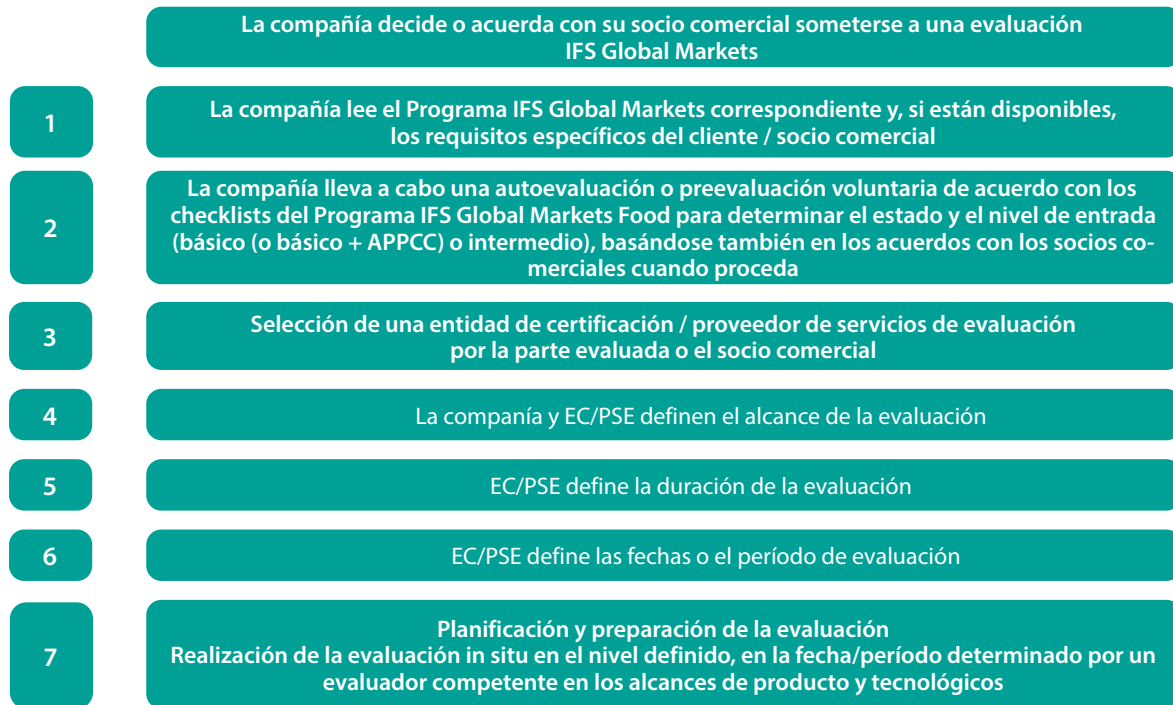 La compañía decide o acuerda con su socio comercial someterse a una evaluación
IFS Global Markets
1
La compañía lee el Programa IFS Global Markets correspondiente y, si están disponibles,
los requisitos específicos del cliente / socio comercial
2
La compañía lleva a cabo una autoevaluación o preevaluación voluntaria de acuerdo con los
checklists del Programa IFS Global Markets Food para determinar el estado y el nivel de entrada
(básico (o básico + APPCC) o intermedio), basándose también en los acuerdos con los socios co-
merciales cuando proceda
3
Selección de una entidad de certificación / proveedor de servicios de evaluación
por la parte evaluada o el socio comercial
4
La companía y EC/PSE definen el alcance de la evaluación
5
EC/PSE define la duración de la evaluación
6
EC/PSE define las fechas o el período de evaluación
7
Planificación y preparación de la evaluación
Realización de la evaluación in situ en el nivel definido, en la fecha/período determinado por un
evaluador competente en los alcances de producto y tecnológicos